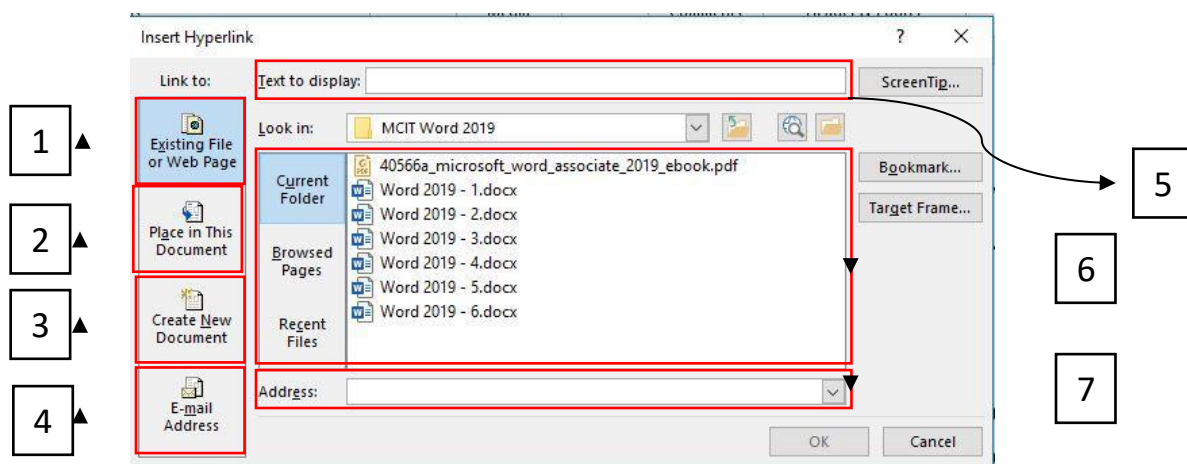 Insert Hyperlink
? X
Link to:
Text to display:
ScreenTip...
1
Existing File
or Web Page
Look in:
MCIT Word 2019
Current
Folder
40566a_microsoft_word_associate_2019_ebook.pdf
Word 2019 - 1.docx
Word 2019 - 2.docx
Word 2019 - 3.docx
Word 2019 - 4.docx
Word 2019 - 5.docx
Word 2019 - 6.docx
Bookmark...
5
Target Frame...
2
Place in This
Document
Browsed
Pages
6
3
Create New
Document
Recent
Files
4
E-mail
Address
Address:
7
OK
Cancel